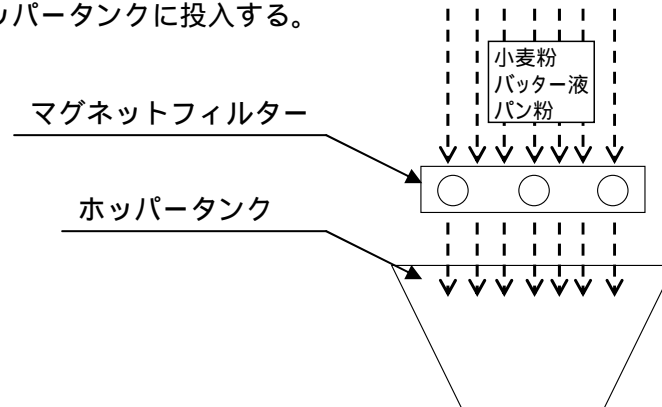 ッパータンクに投入する。
小麦粉
バッター液
パン粉
マグネットフィルター
ホッパータンク